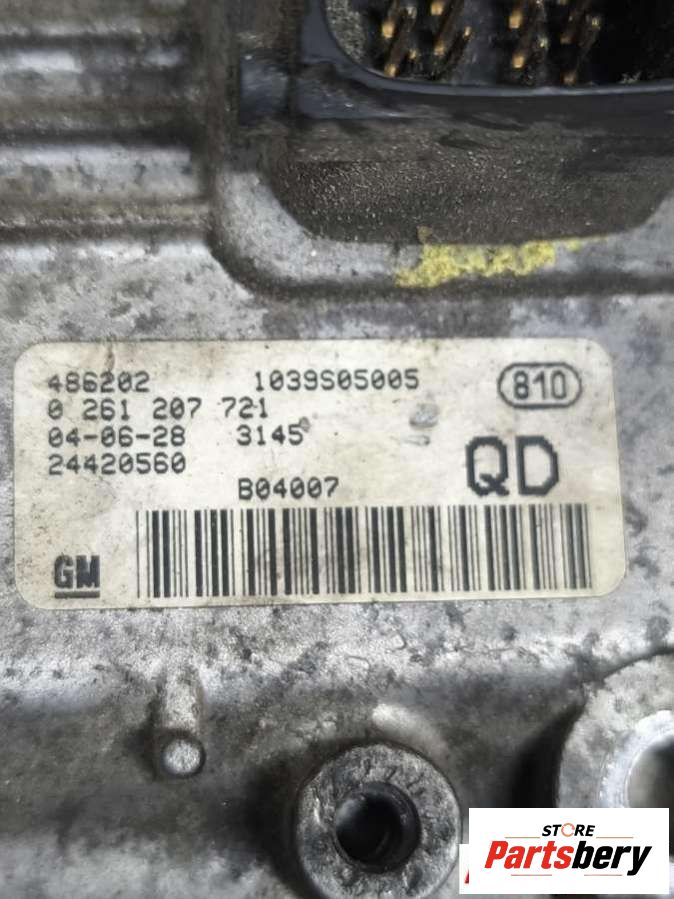 486202 1039S05005 810
0 261 207 721
04-06-28 3145
24420560 QD
B04007
GM
STORE
Partsbery